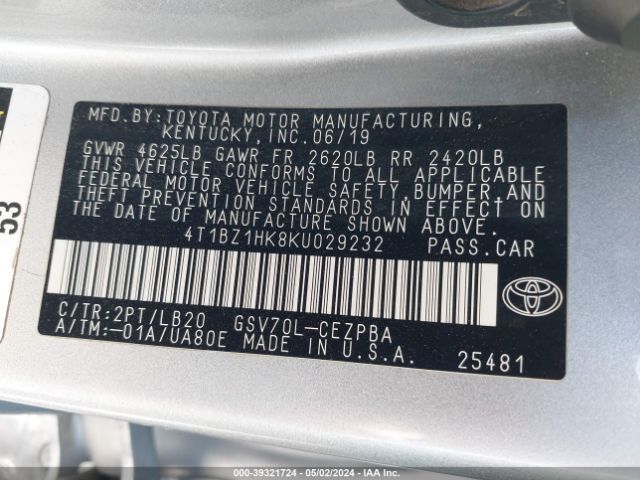 MFD.BY:TOYOTA MOTOR MANUFACTURING,
KENTUCKY,INC.06/19
GVWR 4625LB GAWR FR 2620LB RR 2420LB
THIS VEHICLE CONFORMS TO ALL APPLICABLE
FEDERAL MOTOR VEHICLE SAFETY,BUMPER,AND
THEFT PREVENTION STANDARDS IN EFFECT ON
THE DATE OF MANUFACTURE SHOWN ABOVE.
4T1BZ1HK8KU029232 PASS.CAR
C/TR:2PT/LB20 GSV70L-CEZPBA
A/TM:-01A/UA80E MADE IN U.S.A. 25481
53
000-39321724 - 05/02/2024 - IAA Inc.